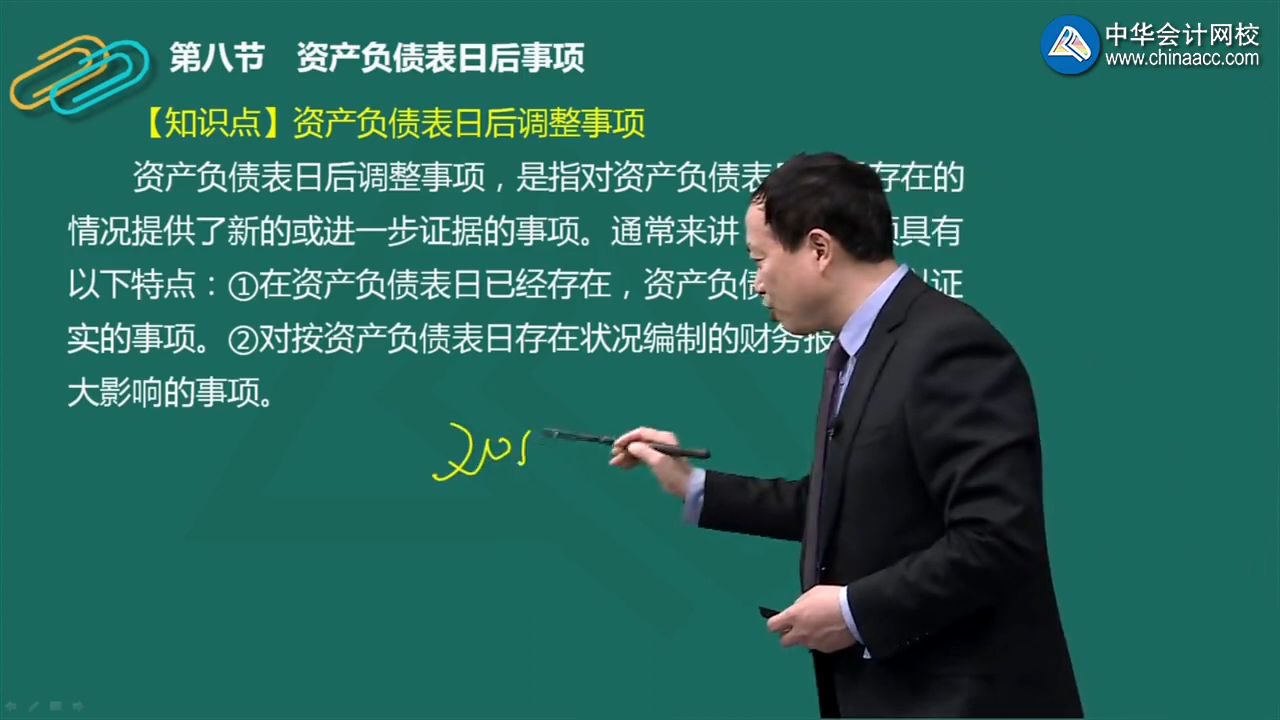 第八节 资产负债表日后事项
中华会计网校
www.chinaacc.com
【知识点】资产负债表日后调整事项
资产负债表日后调整事项，是指对资产负债表 存在的
情况提供了新的或进一步证据的事项。通常来讲 具有
以下特点：①在资产负债表日已经存在，资产负债 证
实的事项。②对按资产负债表日存在状况编制的财务报
大影响的事项。
201